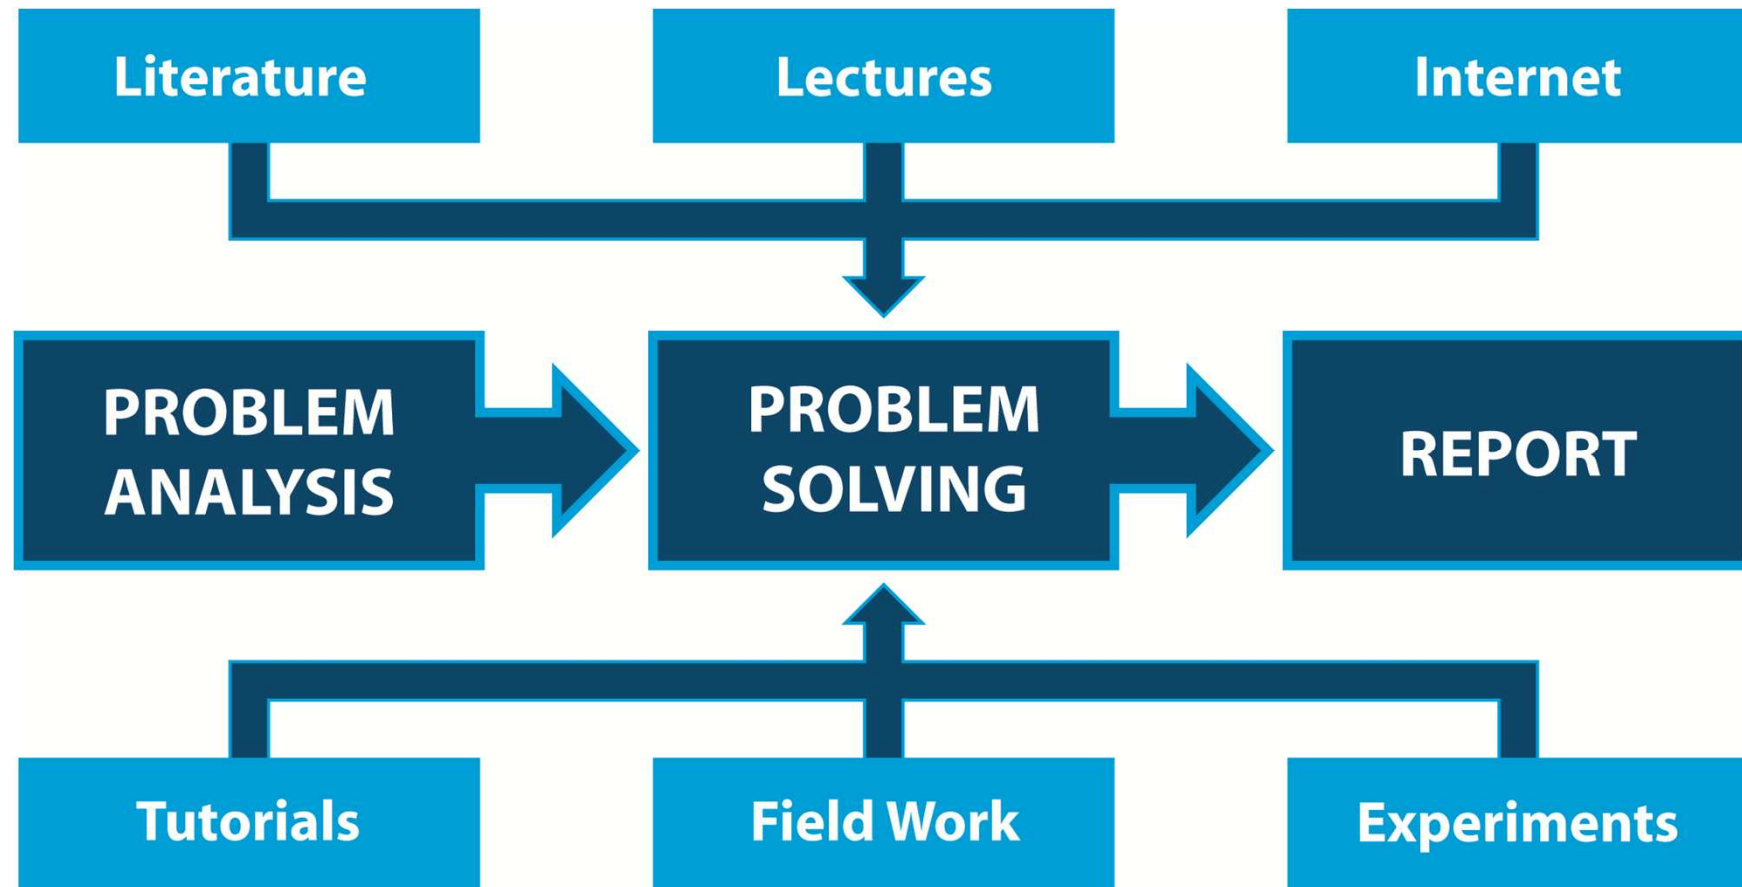 Literature
Lectures
Internet
PROBLEM
ANALYSIS
PROBLEM
SOLVING
REPORT
Tutorials
Field Work
Experiments